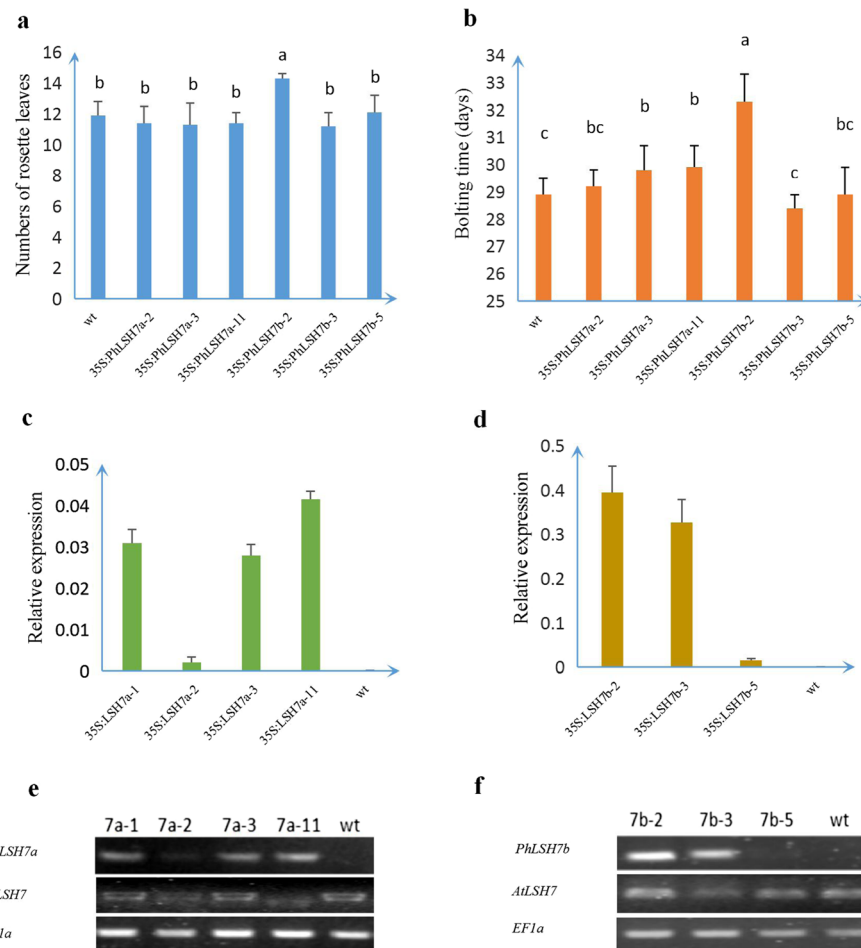 a
Numbers of rosette leaves
16
14
12
10
8
6
4
2
0
b
b
b
b
a
b
b
wt
35S:PhLSH7a-2
35S:PhLSH7a-3
35S:PhLSH7a-11
35S:PhLSH7b-2
35S:PhLSH7b-3
35S:PhLSH7b-5
b
Bolting time (days)
34
33
32
31
30
29
28
27
26
25
c
bc
b
b
a
c
bc
wt
35S:PhLSH7a-2
35S:PhLSH7a-3
35S:PhLSH7a-11
35S:PhLSH7b-2
35S:PhLSH7b-3
35S:PhLSH7b-5
c
Relative expression
0.05
0.04
0.03
0.02
0.01
0
35S:LSH7a-1
35S:LSH7a-2
35S:LSH7a-3
35S:LSH7a-11
wt
d
Relative expression
0.5
0.4
0.3
0.2
0.1
0
35S:LSH7b-2
35S:LSH7b-3
35S:LSH7b-5
wt
e
7a-1 7a-2 7a-3 7a-11 wt
LSH7a
LSH7
1a
f
7b-2 7b-3 7b-5 wt
PhLSH7b
AtLSH7
EF1a